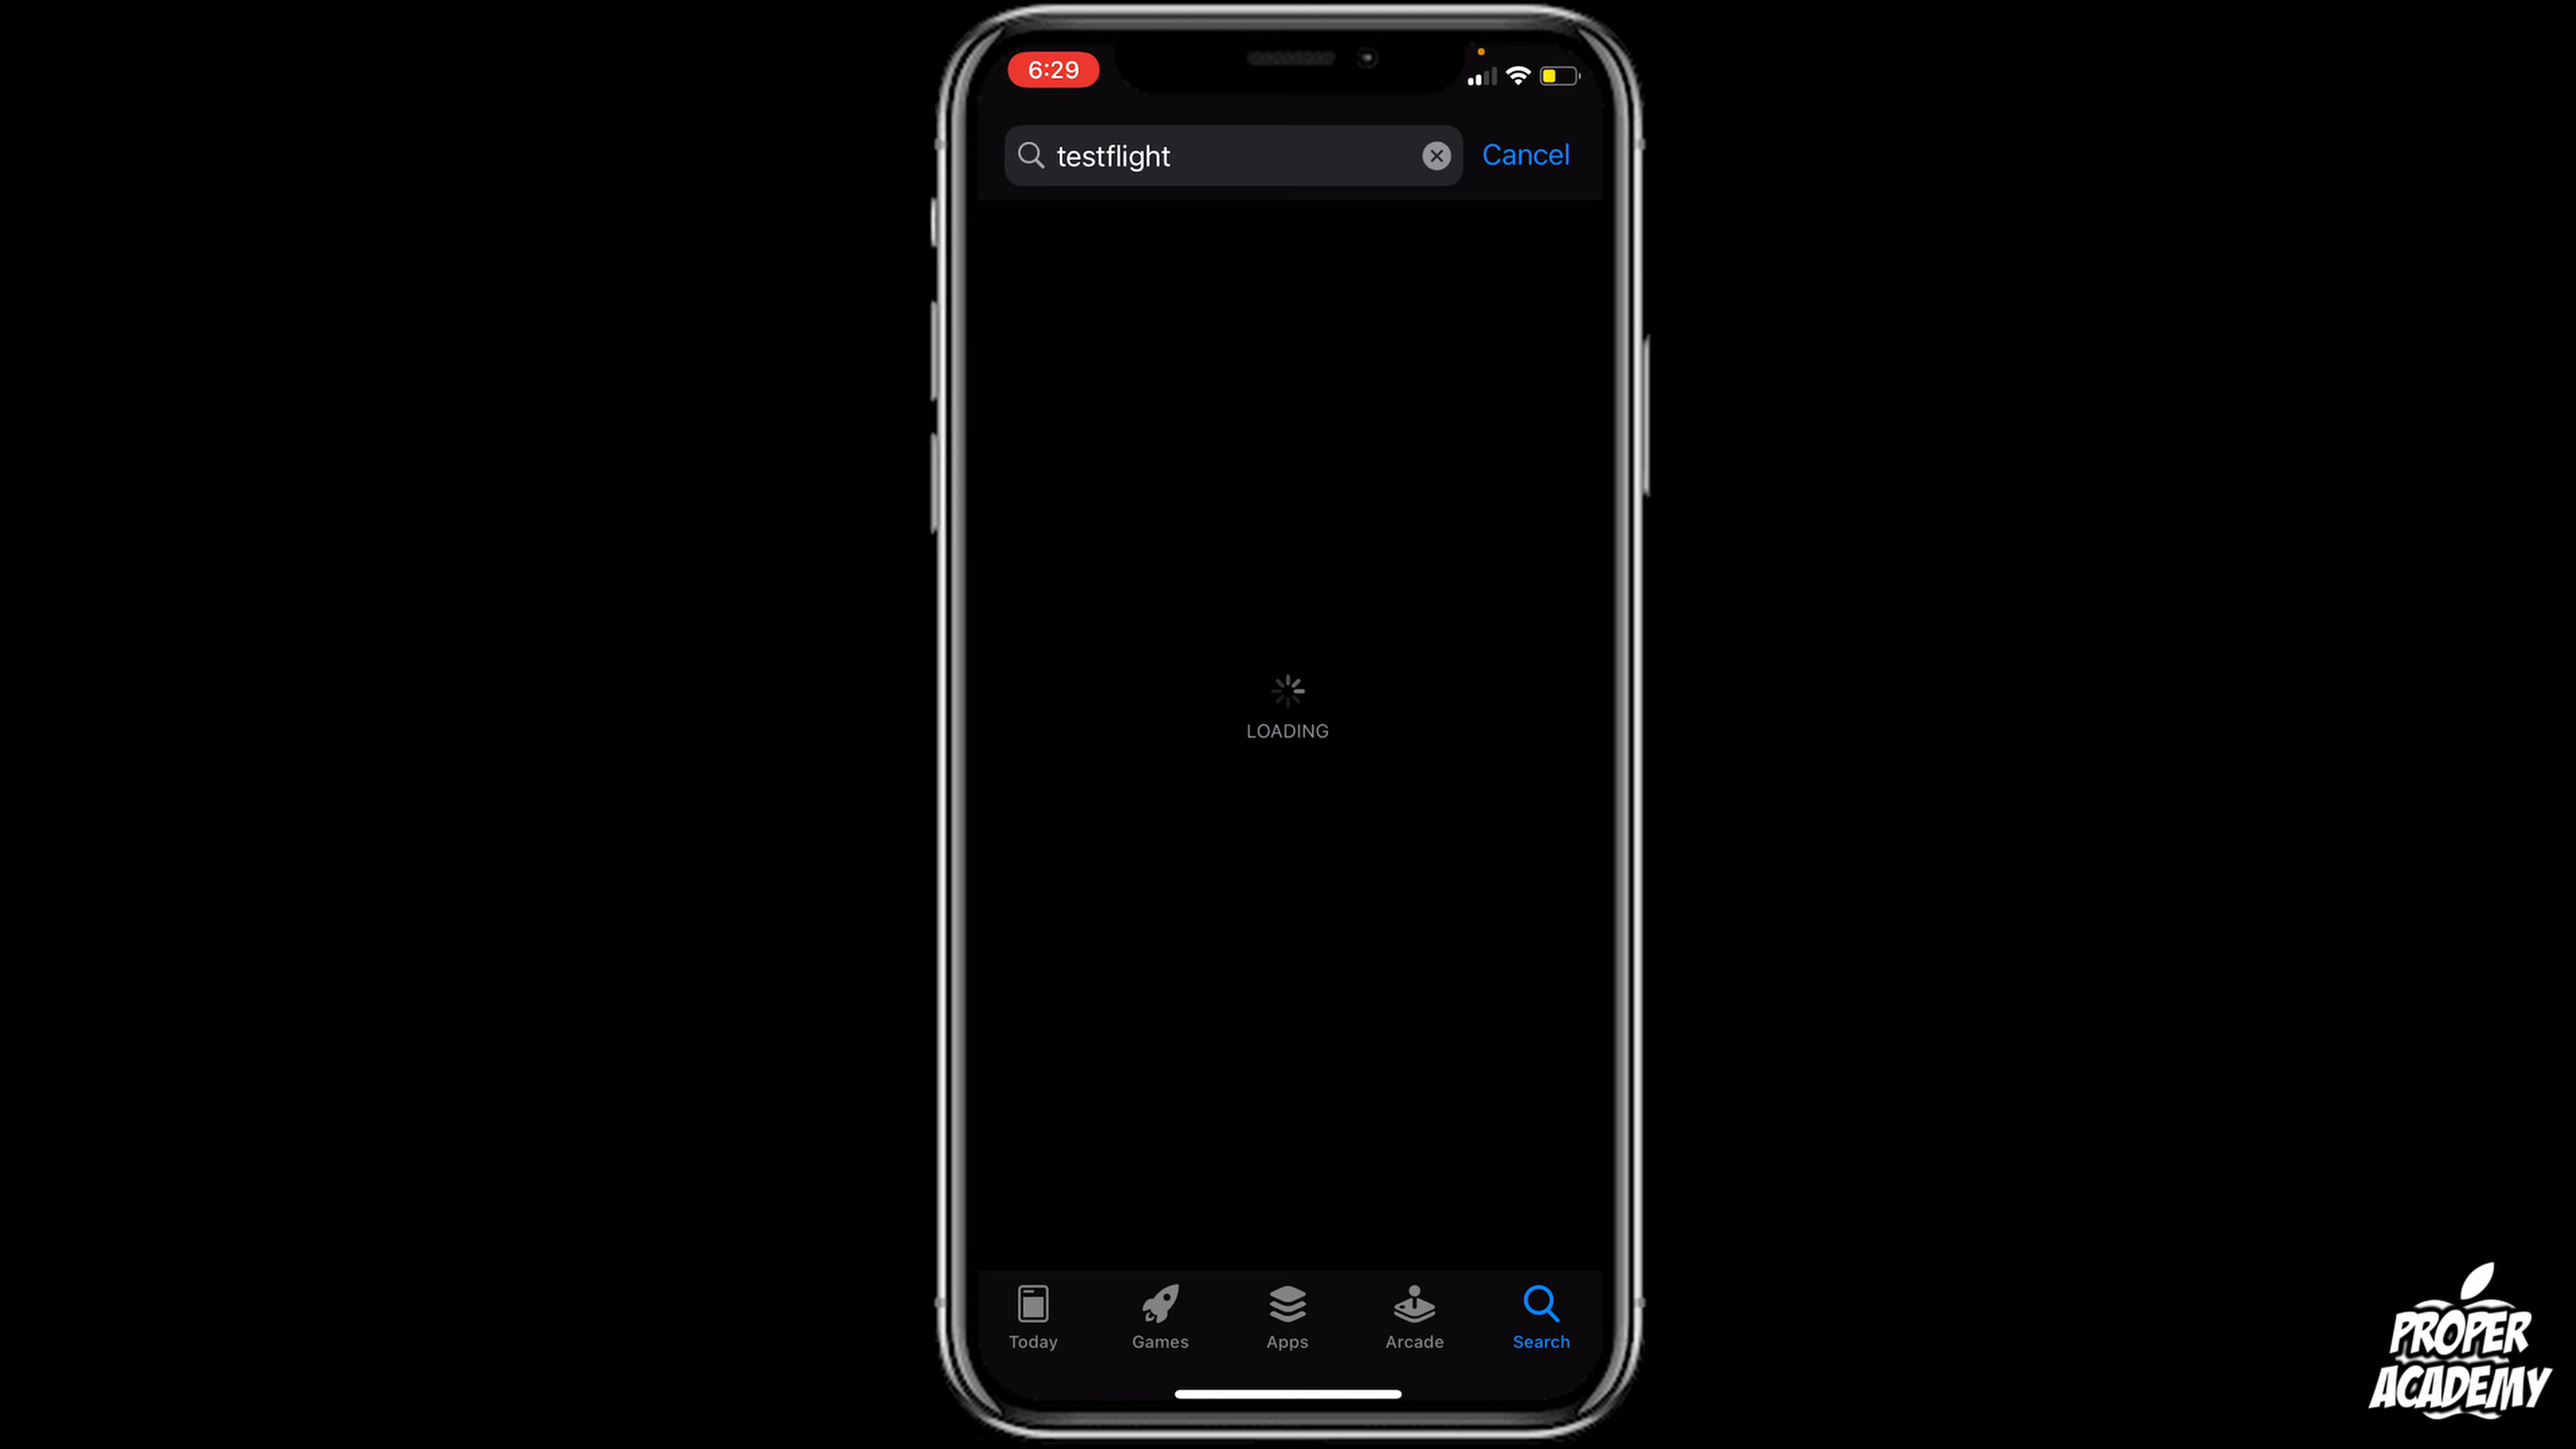 6:29
testflight
Cancel
LOADING
Today
Games
Apps
Arcade
Search
PROPER
ACADEMY